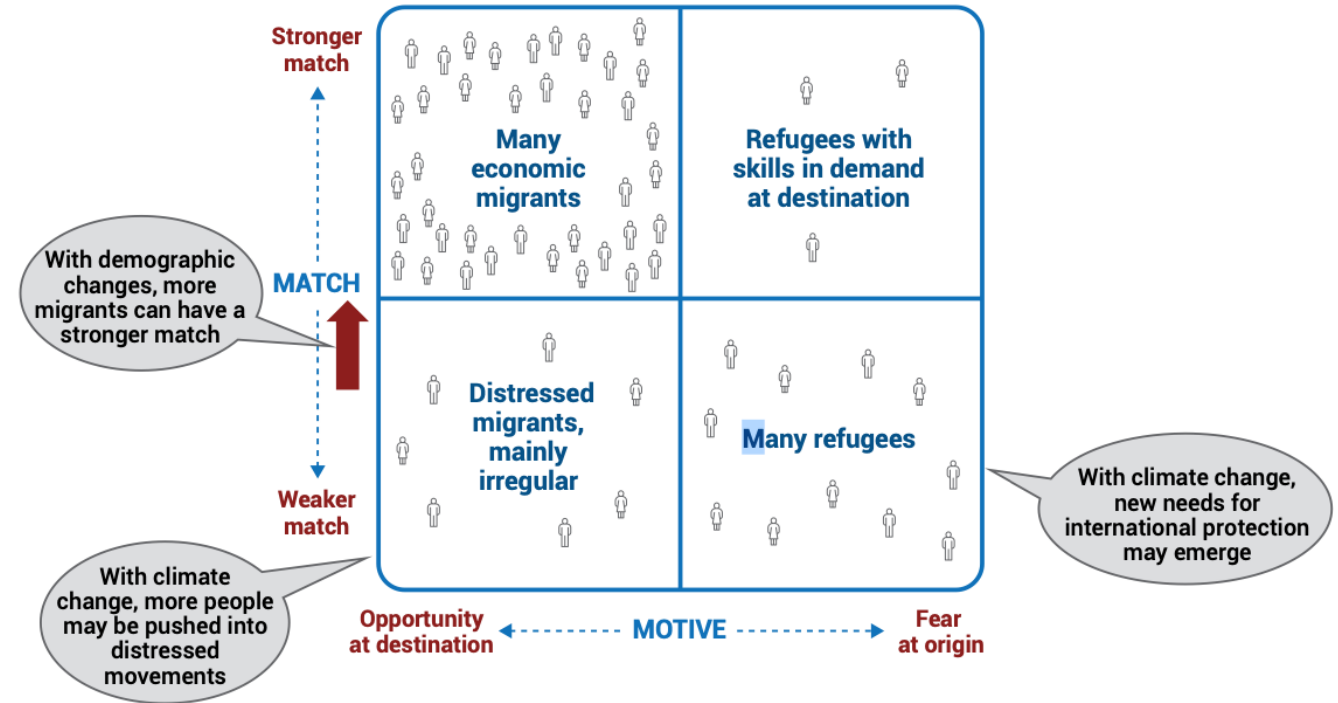 Stronger
match
Many
economic
migrants
Refugees with
skills in demand
at destination
With demographic
changes, more
migrants can have a
stronger match
MATCH
Distressed
migrants,
mainly
irregular
Many refugees
Weaker
match
With climate change,
new needs for
international protection
may emerge
With climate
change, more people
may be pushed into
distressed
movements
Opportunity
at destination
MOTIVE
Fear
at origin